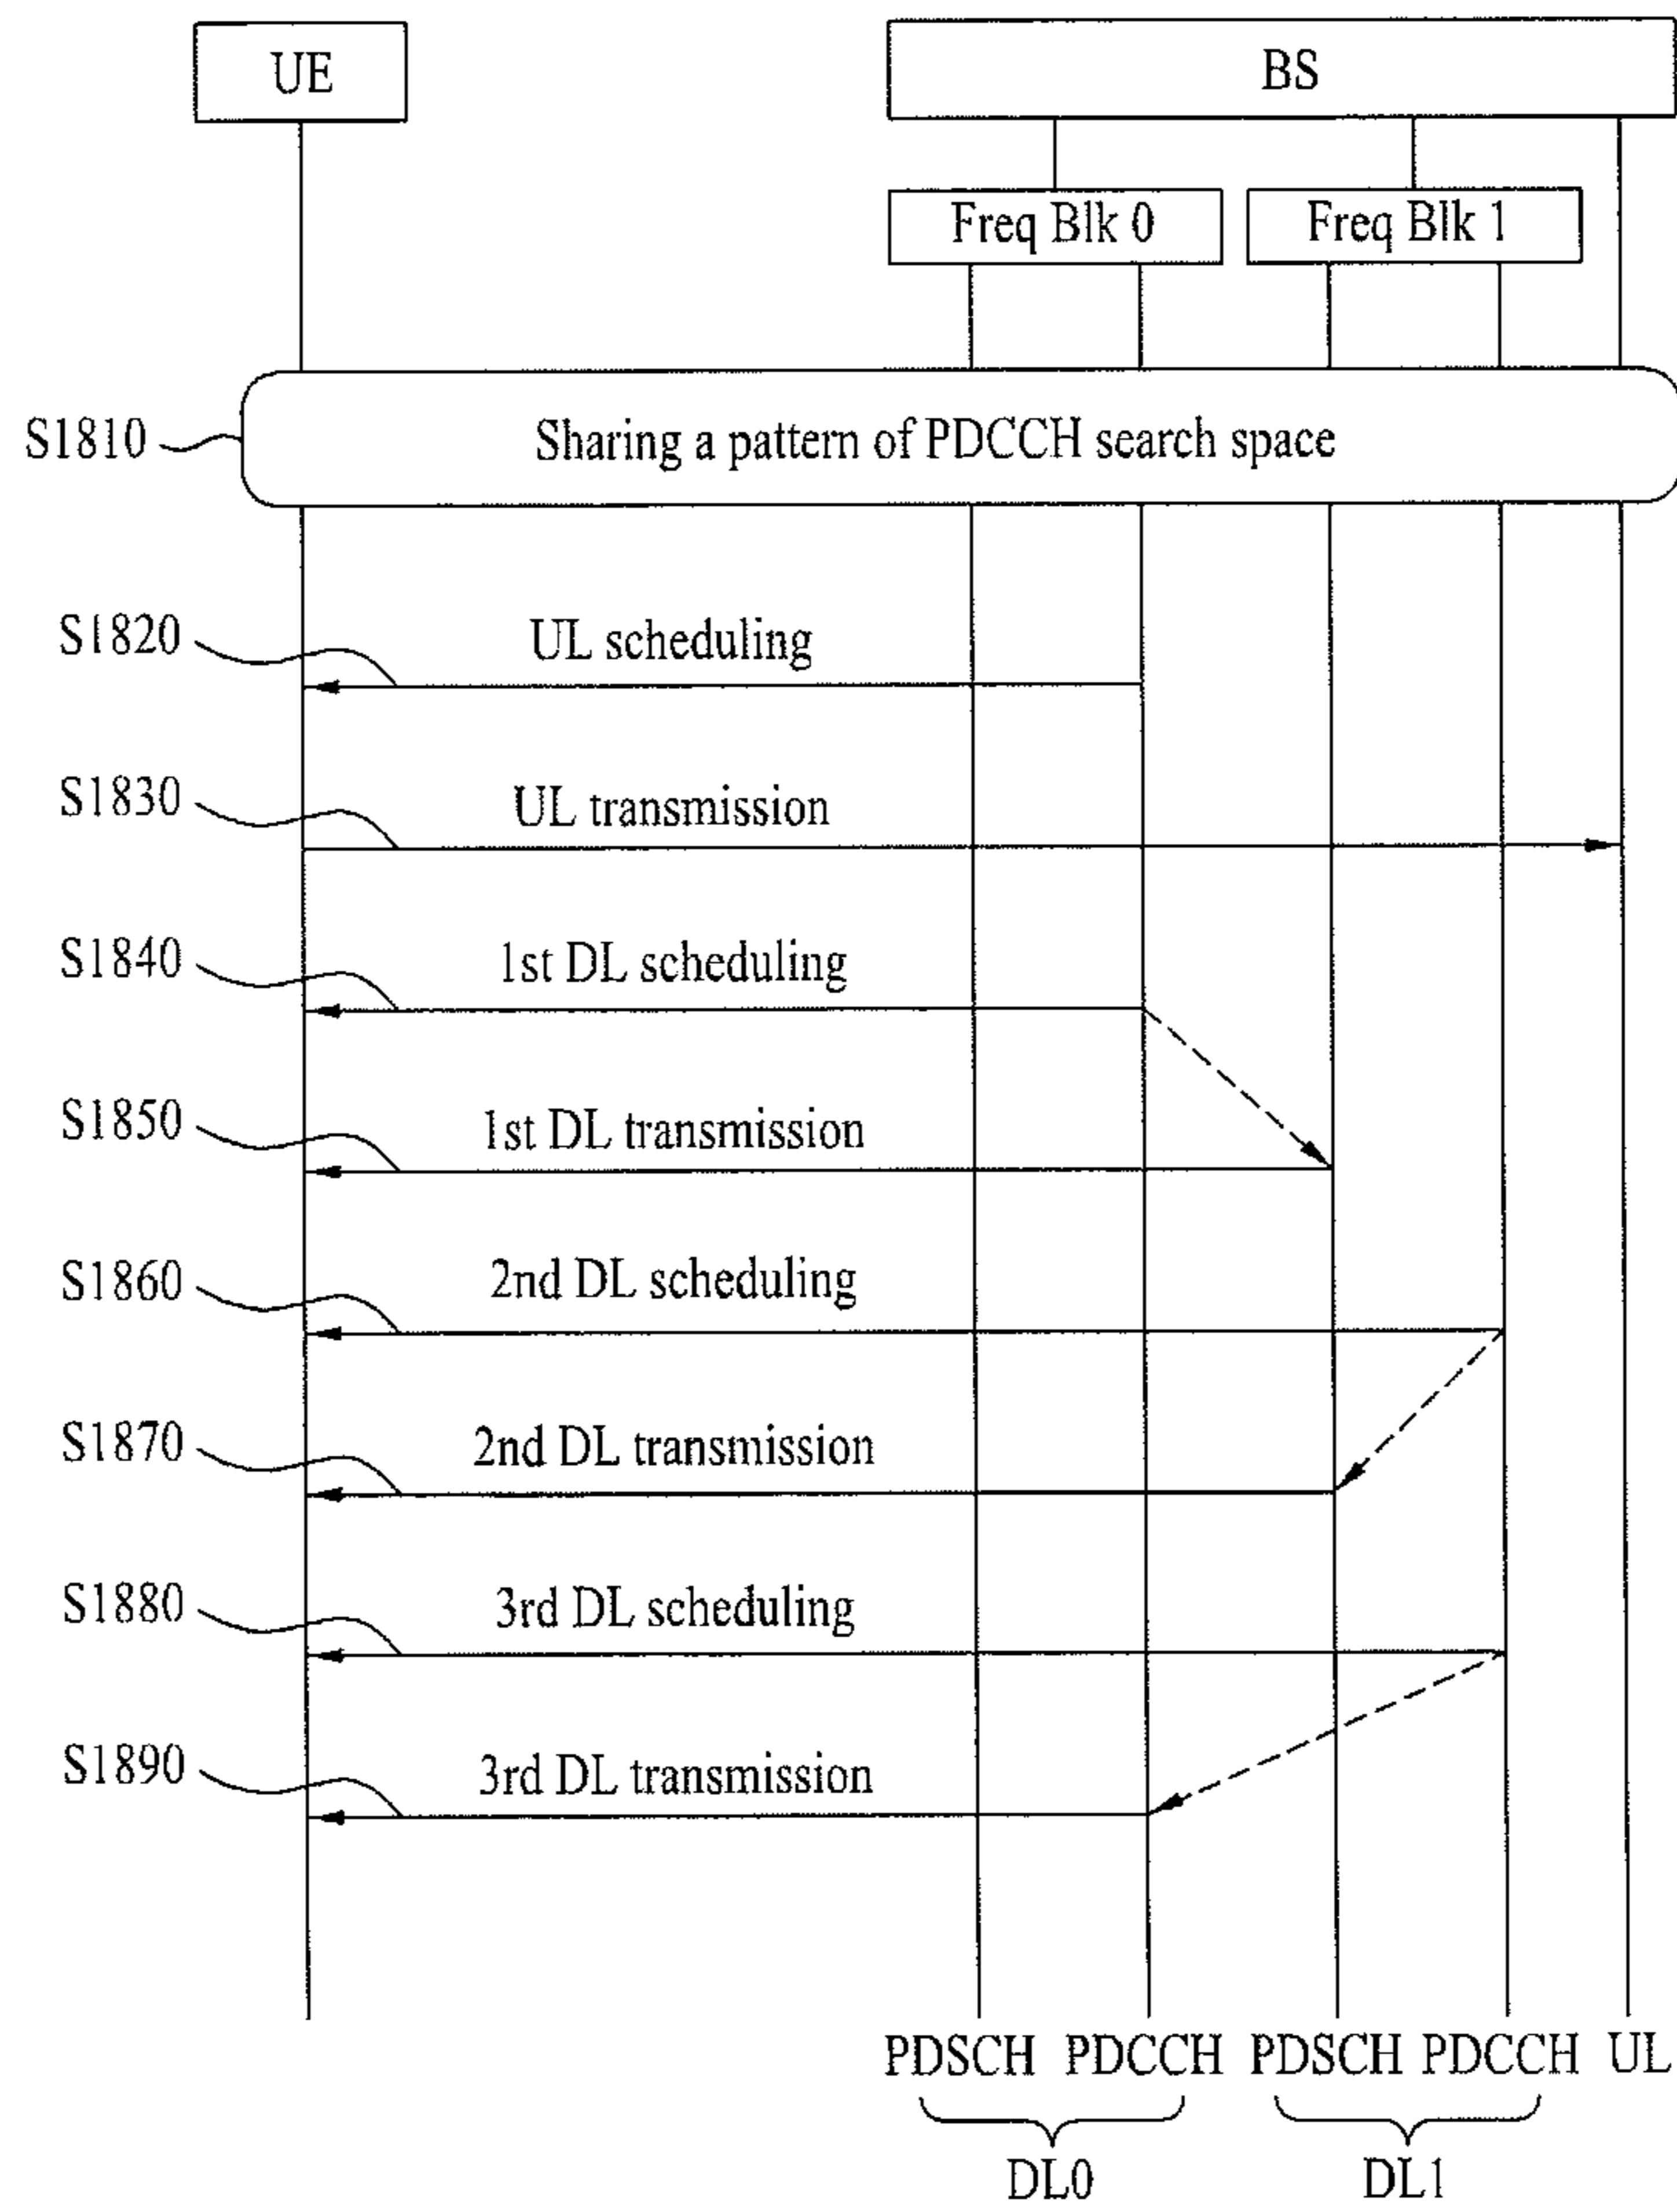 UE
BS
Freq Blk 0
Freq Blk 1
S1810
Sharing a pattern of PDCCH search space
S1820
UL scheduling
S1830
UL transmission
S1840
1st DL scheduling
S1850
1st DL transmission
S1860
2nd DL scheduling
S1870
2nd DL transmission
S1880
3rd DL scheduling
S1890
3rd DL transmission
PDSCH PDCCH PDSCH PDCCH UL
DL0
DL1